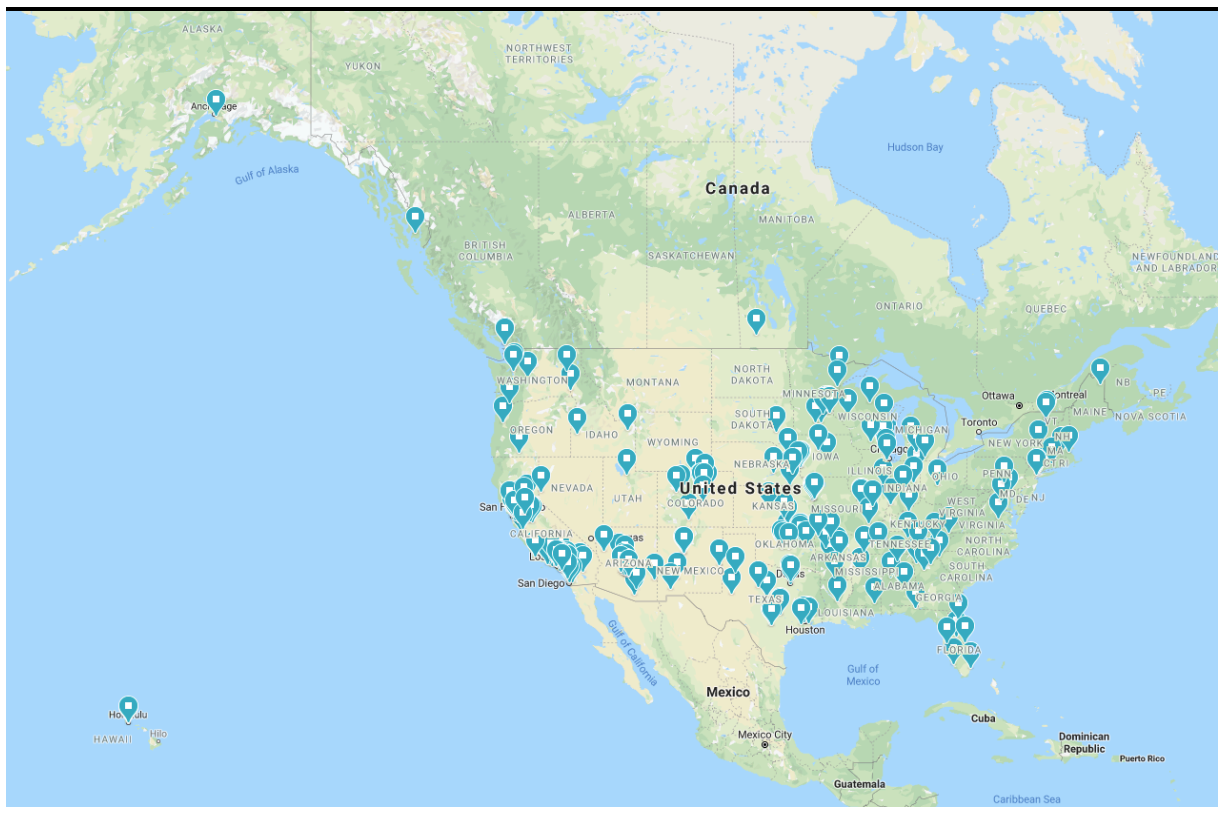 ALASKA
NORTHWEST
TERRITORIES
YUKON
Hudson Bay
Gulf of Alaska
Canada
ALBERTA
MANITOBA
BRITISH
COLUMBIA
SASKATCHEWAN
NEWFOUNDLAND
AND LABRADOR
ONTARIO
QUEBEC
WASHINGTON
MONTANA
NORTH
DAKOTA
MINNESOTA
Ottawa
NB
PE
MAINE
NOVA SCOTIA
SOUTH
DAKOTA
WISCONSIN
Toronto
MICHIGAN
OREGON
IDAHO
WYOMING
NEW YORK
IOWA
NEBRASKA
ILLINOIS
OHIO
PENN
INDIANA
NEVADA
UTAH
United States
COLORADO
KANSAS
MISSOURI
WEST
VIRGINIA
MD
DE
NJ
KENTUCKY
VIRGINIA
CALIFORNIA
OKLAHOMA
TENNESSEE
NORTH
CAROLINA
ARKANSAS
ARIZONA
NEW MEXICO
MISSISSIPPI
SOUTH
CAROLINA
San Diego
ALABAMA
TEXAS
GEORGIA
LOUISIANA
Houston
Gulf of California
FLORIDA
Gulf of
Mexico
Mexico
HAWAII
Hilo
Cuba
Mexico City
Dominican
Republic
Puerto Rico
Guatemala
Caribbean Sea